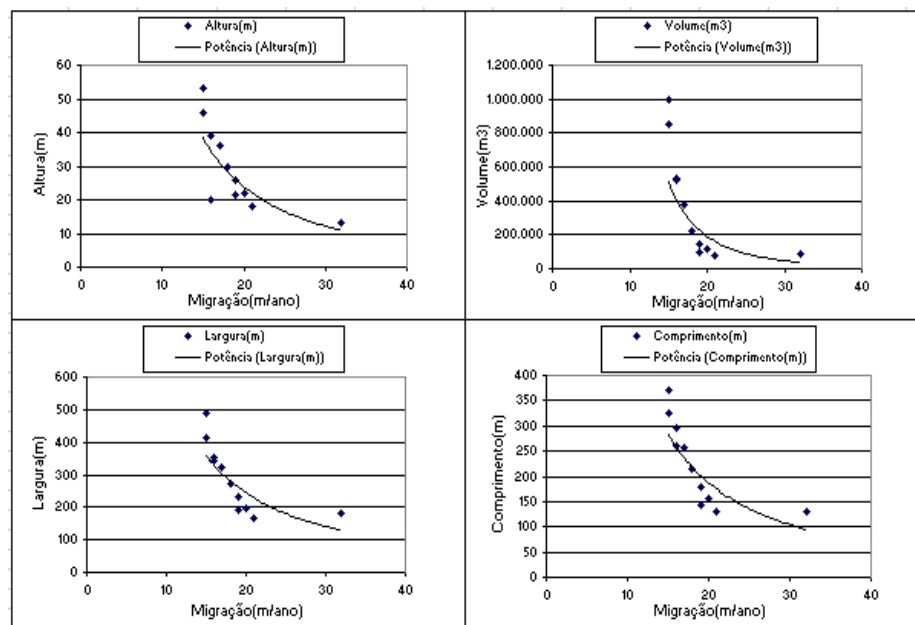 Altura(m)
Potência (Altura(m))
60
50
40
30
20
10
0
Altura(m)
0 10 20 30 40
Migração(m/ano)
Volume(m3)
Potência (Volume(m3))
1.200.000
1.000.000
800.000
600.000
400.000
200.000
0
Volume(m3)
0 10 20 30 40
Migração(m/ano)
Largura(m)
Potência (Largura(m))
600
500
400
300
200
100
0
Largura(m)
0 10 20 30 40
Migração(m/ano)
Comprimento(m)
Potência (Comprimento(m))
400
350
300
250
200
150
100
50
0
Comprimento(m)
0 10 20 30 40
Migração(m/ano)